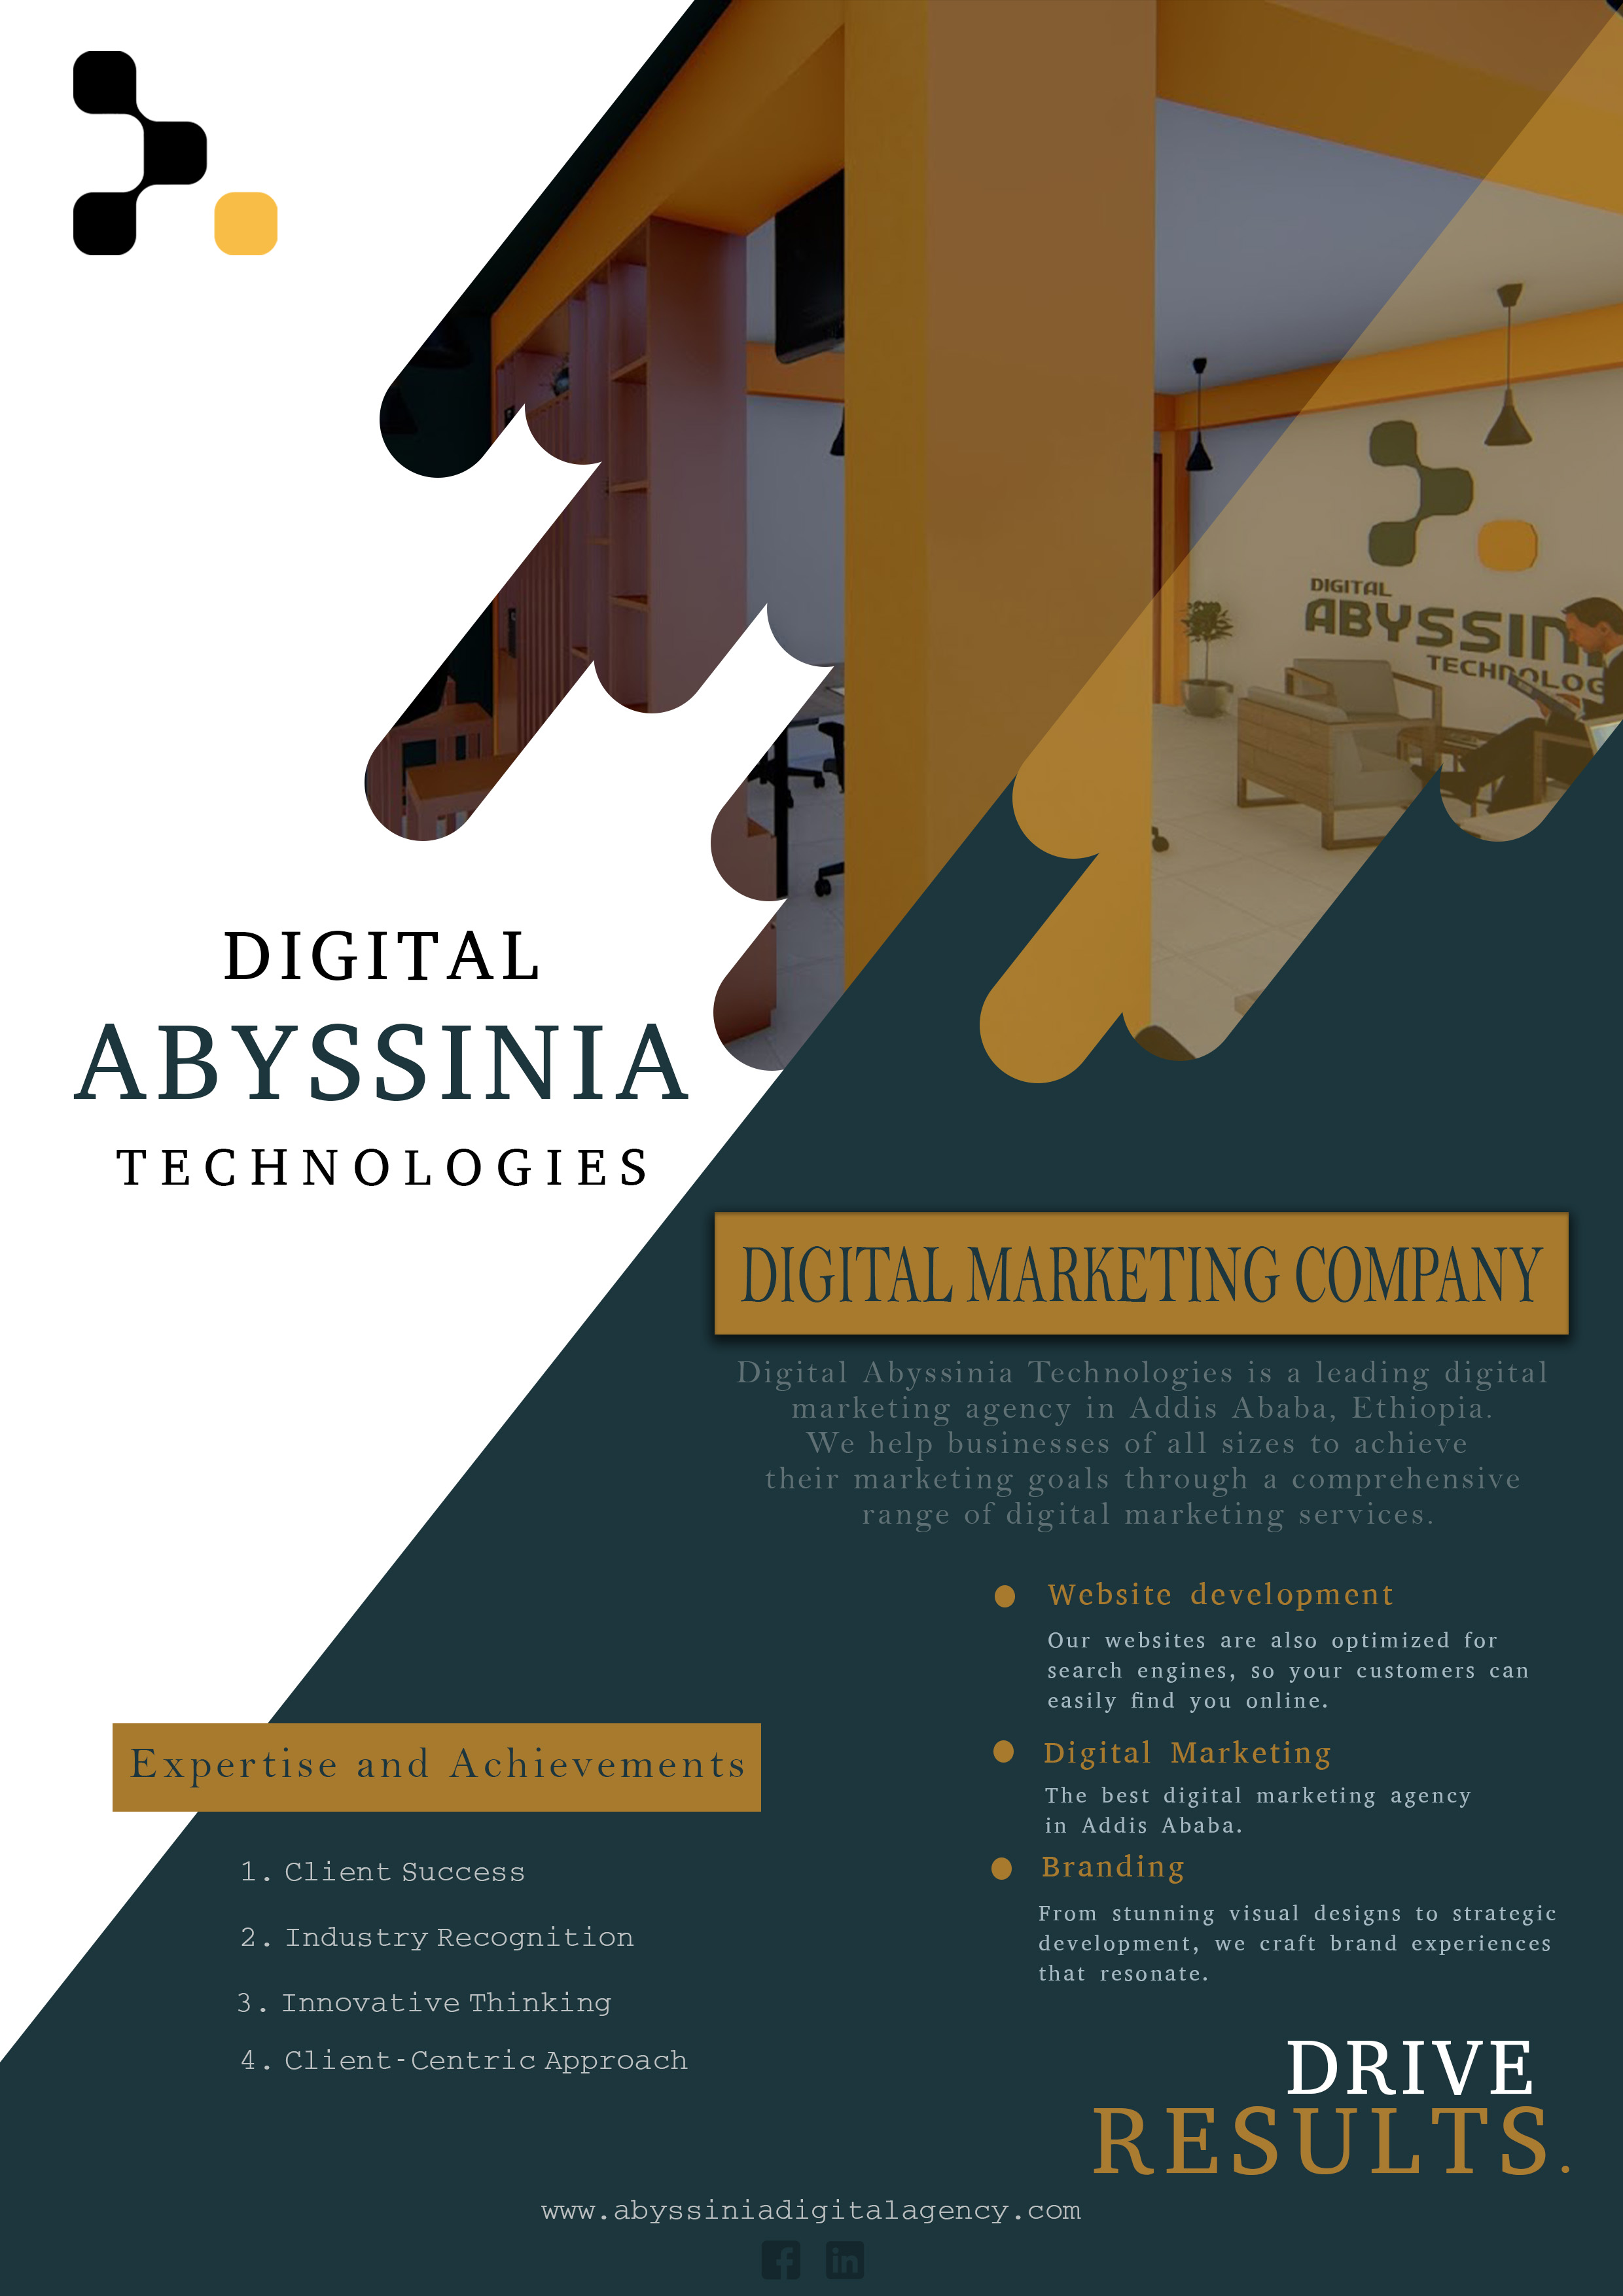 DIGITAL
ABYSSIN
TECHNOLOG
DIGITAL
ABYSSINIA
TECHNOLOGIES
DIGITAL MARKETING COMPANY
Digital Abyssinia Technologies is a leading digital
marketing agency in Addis Ababa, Ethiopia.
We help businesses of all sizes to achieve
their marketing goals through a comprehensive
range of digital marketing services.
Website development
Our websites are also optimized for
search engines, so your customers can
easily find you online.
Digital Marketing
The best digital marketing agency
in Addis Ababa.
Branding
From stunning visual designs to strategic
development, we craft brand experiences
that resonate.
Expertise and Achievements
1. Client Success
2. Industry Recognition
3. Innovative Thinking
4. Client-Centric Approach
DRIVE
RESULTS.
www.abyssiniadigitalagency.com